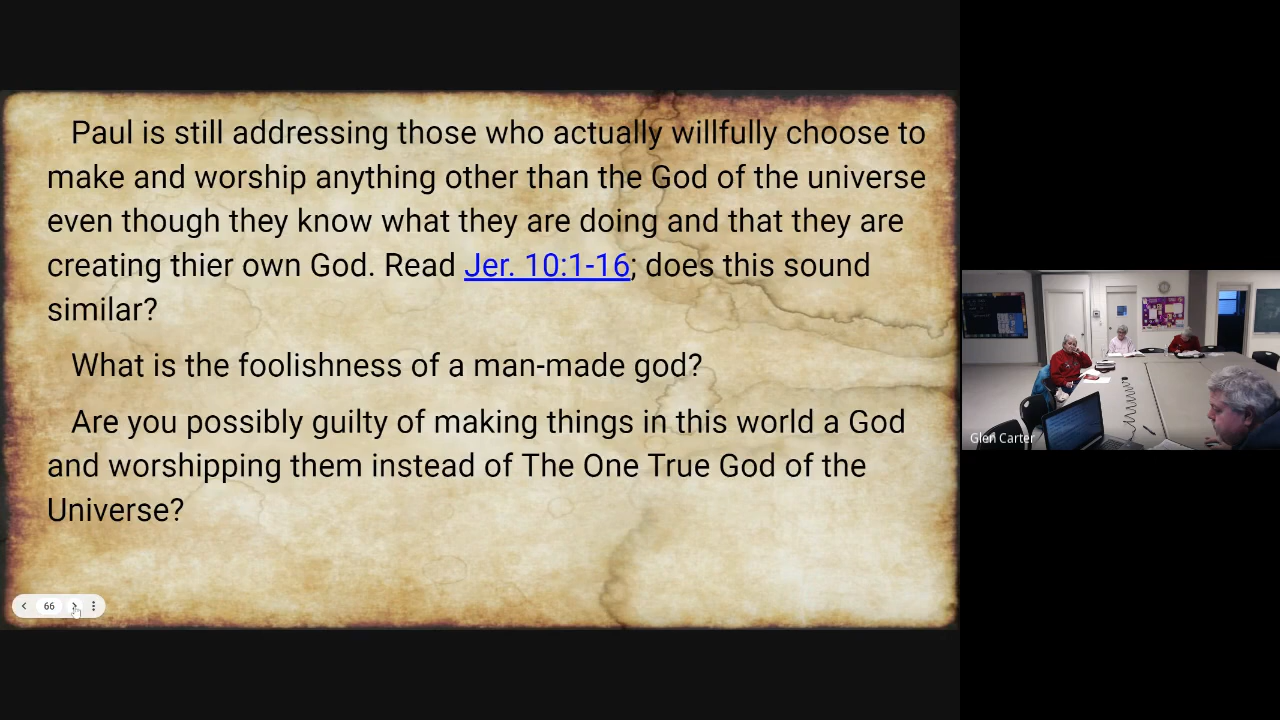 Paul is still addressing those who actually willfully choose to
make and worship anything other than the God of the universe
even though they know what they are doing and that they are
creating thier own God. Read Jer. 10:1-16; does this sound
similar?
What is the foolishness of a man-made god?
Are you possibly guilty of making things in this world a God
and worshipping them instead of The One True God of the
Universe?
66
Glen Carter